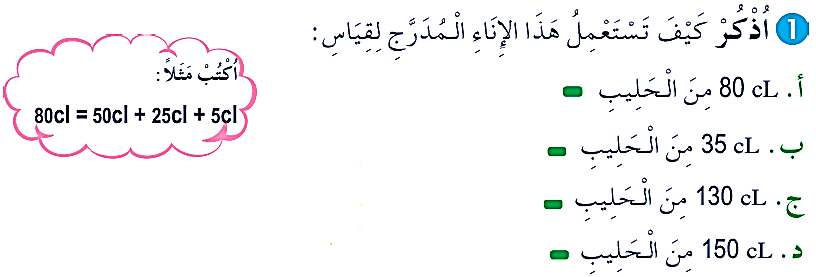 1 اُذْكُرْ كَيْفَ تَسْتَعْمِلُ هَذَا الإِنَاءِ الْمُدَرَّجِ لِقِيَاسِ :
أ. 80 cL مِنَ الْحَلِيبِ
ب. 35 cL مِنَ الْحَلِيبِ
ج. 130 cL مِنَ الْحَلِيبِ
د. 150 cL مِنَ الْحَلِيبِ
اُكْتُبْ مَثَلاً :
80cl = 50cl + 25cl + 5cl